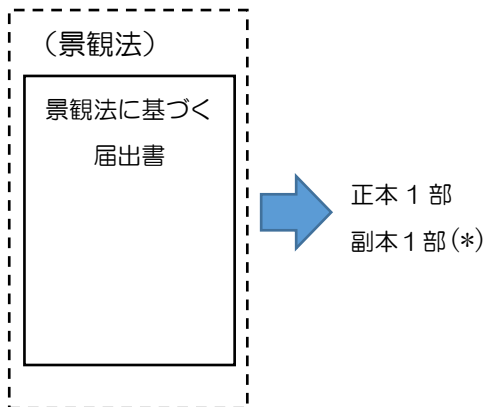 （景観法）
景観法に基づく
届出書
正本１部
副本１部(*)